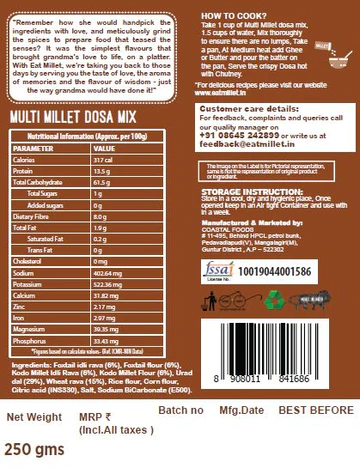 "Remember how she would handpick the
ingredients with love, and meticulously grind
the spices to prepare food that teased the
senses? It was the simplest flavours that
brought grandma's love to life, on a platter.
With Eat Millet, we're taking you back to those
days by serving you the taste of love, the aroma
of memories and the flavour of wisdom - just
the way grandma would have done it!"
MULTI MILLET DOSA MIX
Nutritional Information (Approx. per 100g)
PARAMETER VALUE
Calories 317 cal
Protein 13.5 g
Total Carbohydrate 61.5 g
Total Sugars 1 g
Added sugars 0 g
Dietary Fibre 8.0 g
Total Fat 1.9 g
Saturated Fat 0.2 g
Trans Fat 0 g
Cholesterol 0 mg
Sodium 402.64 mg
Potassium 522.36 mg
Calcium 31.82 mg
Zinc 2.17 mg
Iron 2.97 mg
Magnesium 39.35 mg
Phosphorus 33.43 mg
*Figures based on calculate values- (Ref. ICMR-NIN Data)
Ingredients: Foxtail idli rava (6%), Foxtail flour (6%),
Kodo Millet Idli Rava (6%), Kodo Millet Flour (6%), Urad
dal (29%), Wheat rava (15%), Rice flour, Corn flour,
Citric acid (INS330), Salt, Sodium BiCarbonate (E500).
HOW TO COOK?
Take 1 cup of Multi Millet dosa mix,
1.5 cups of water, Mix thoroughly
to ensure there are no lumps, Take
a pan, At Medium heat add Ghee
or Butter and pour the batter on
the pan, Serve the crispy Dosa hot
with Chutney.
MILLET
*For delicious recipes please visit our website
www.eatmillet.in
Customer care details:
For feedback, complaints and queries call
our quality manager on
+91 08645 242899 or write us at
feedback@eatmillet.in
The Image on the Label is for Pictorial representation,
same is not the representation of original product
or ingredient.
STORAGE INSTRUCTION:
Store in a cool, dry and hygienic place, Once
opened keep in an Air tight Container and use with
in a week.
Manufactured & Marketed by:
COASTAL FOODS
# 11-495, Behind HPCL petrol bunk,
Pedavadlapudi(V), Mangalagiri(M),
Guntur District , A.P – 522302
fssai
License No.
10019044001586
8 908011 841686
Net Weight
250 gms
MRP ₹
(Incl.All taxes )
Batch no
Mfg.Date
BEST BEFORE